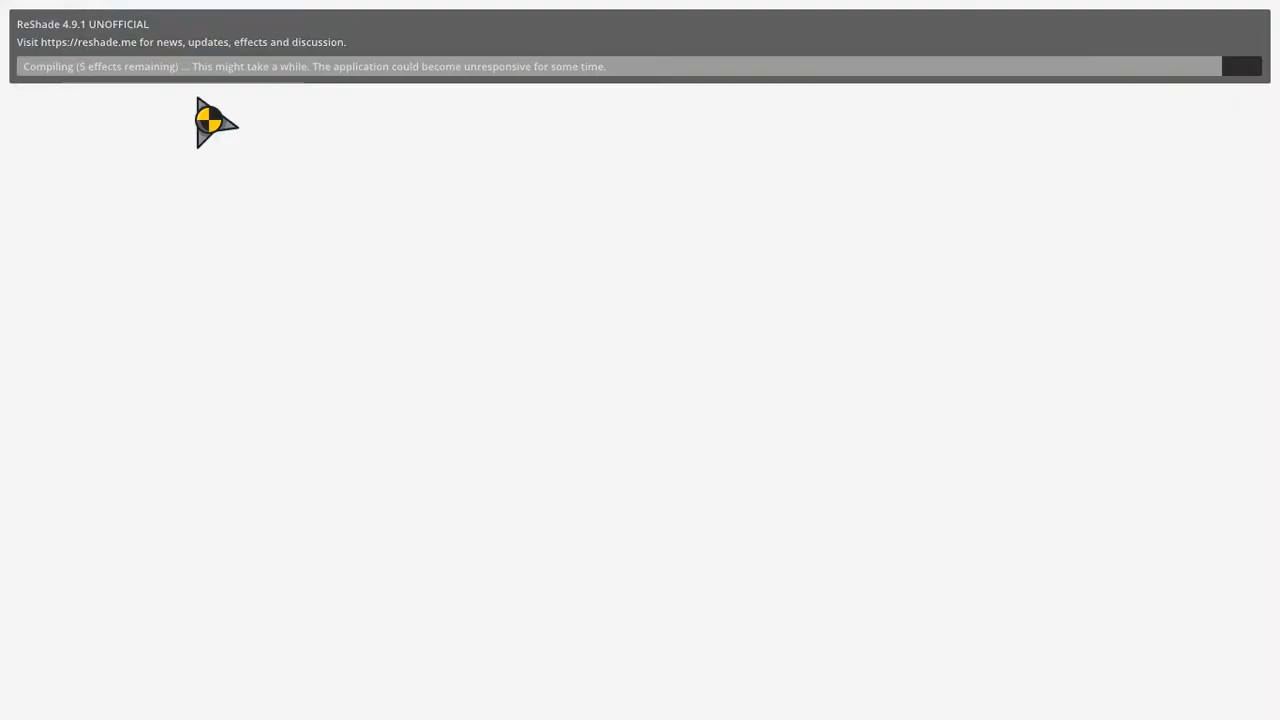 ReShade 4.9.1 UNOFFICIAL
Visit https://reshade.me for news, updates, effects and discussion.
Compiling (5 effects remaining) ... This might take a while. The application could become unresponsive for some time.